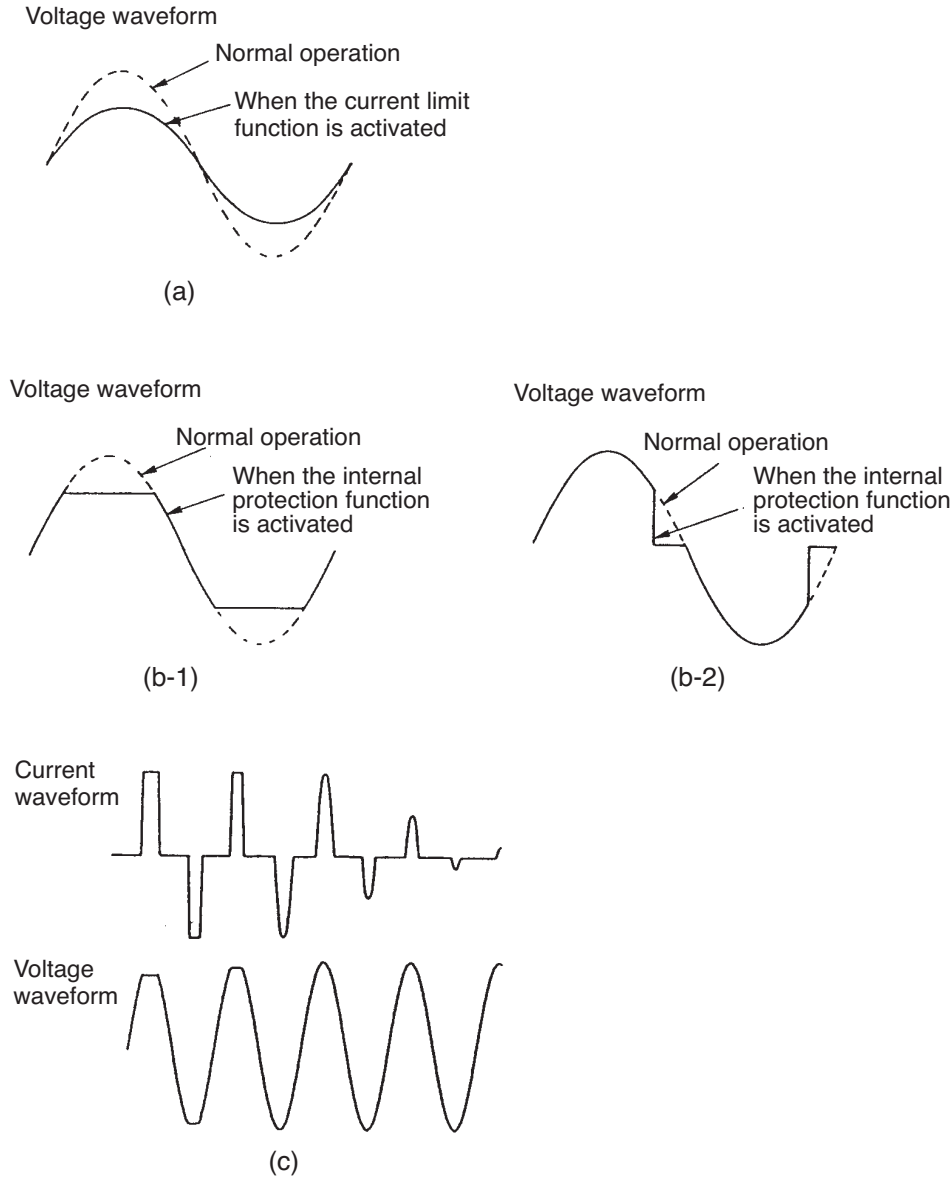 Voltage waveform
Normal operation
When the current limit
function is activated
(a)
Voltage waveform
Normal operation
When the internal
protection function
is activated
(b-1)
Voltage waveform
Normal operation
When the internal
protection function
is activated
(b-2)
Current
waveform
Voltage
waveform
(c)